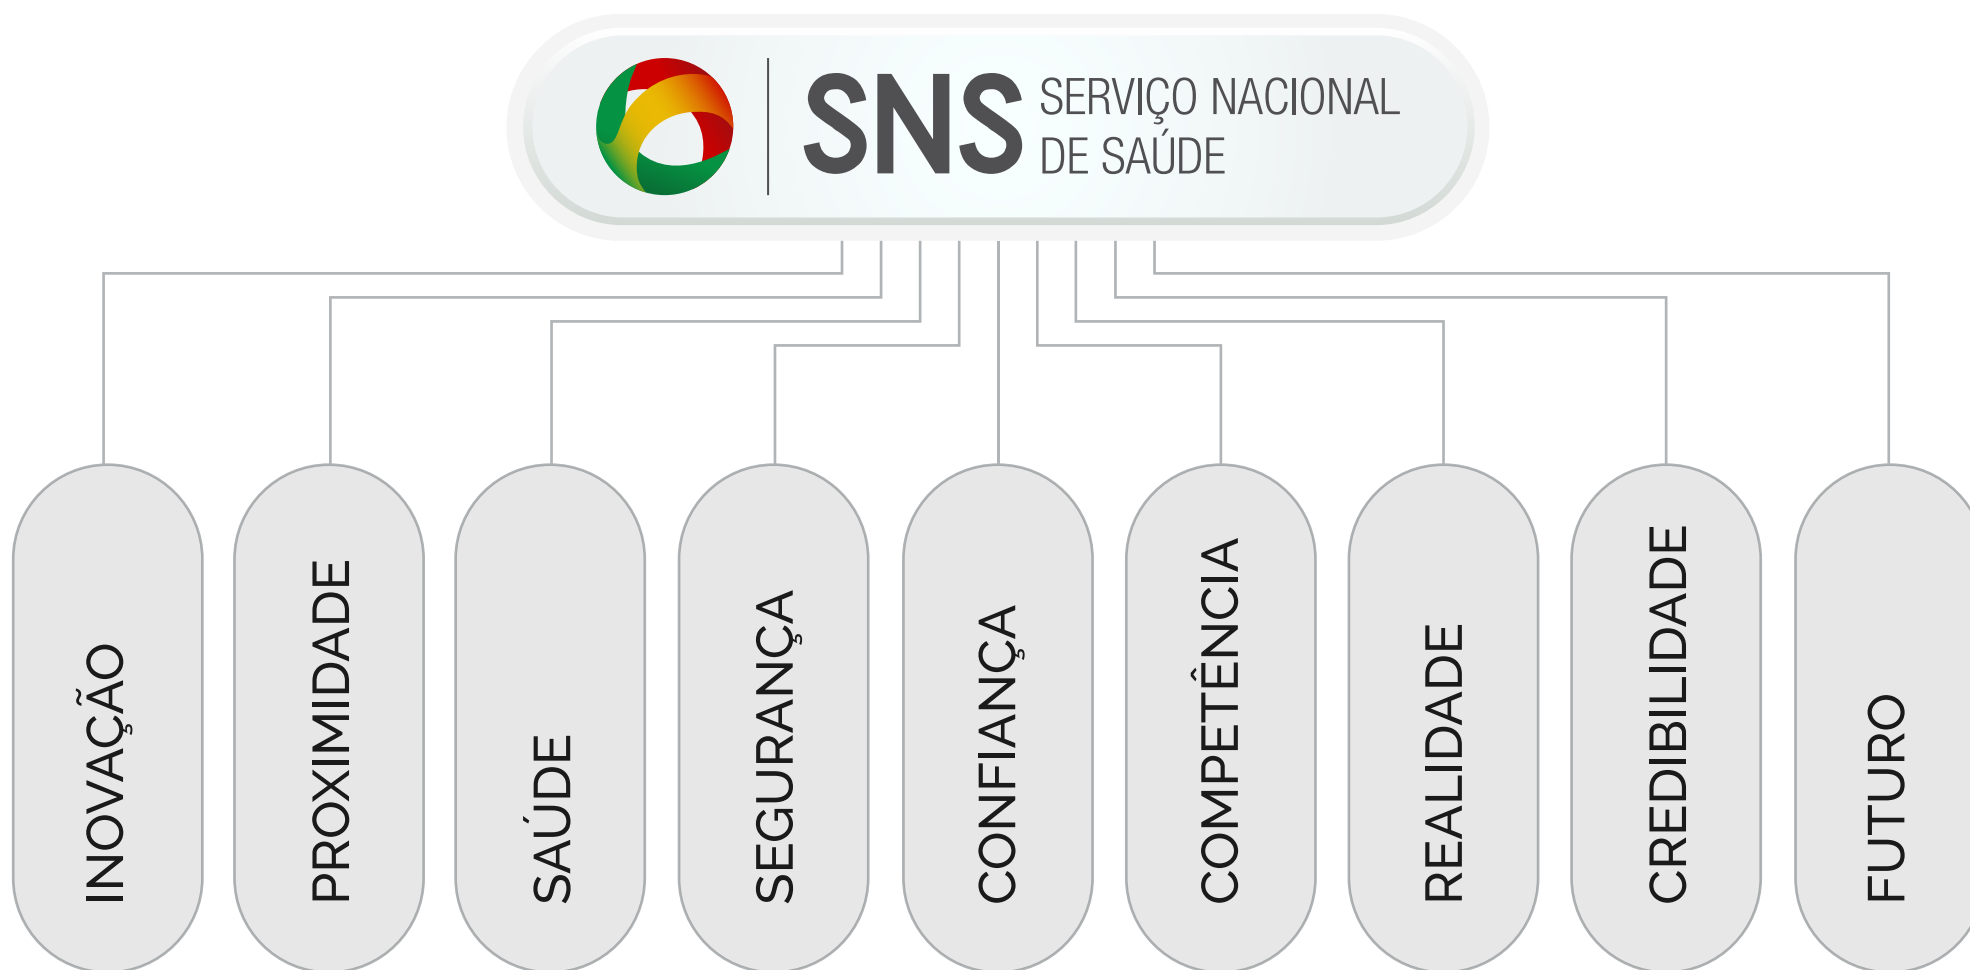 SNS
SERVIÇO NACIONAL
DE SAÚDE
INOVAÇÃO
PROXIMIDADE
SAÚDE
SEGURANÇA
CONFIANÇA
COMPETÊNCIA
REALIDADE
CREDIBILIDADE
FUTURO